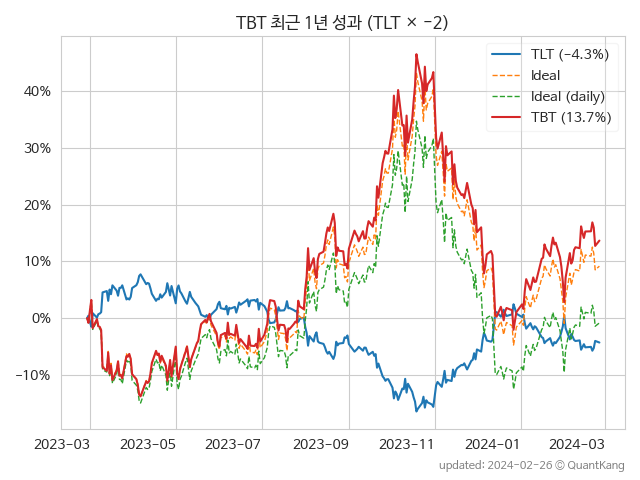 TBT 최근 1년 성과 (TLT × −2)
TLT (−4.3%)
Ideal
Ideal (daily)
TBT (13.7%)
40%
30%
20%
10%
0%
−10%
2023−03
2023−05
2023−07
2023−09
2023−11
2024−01
2024−03
updated: 2024−02−26 © QuantKang